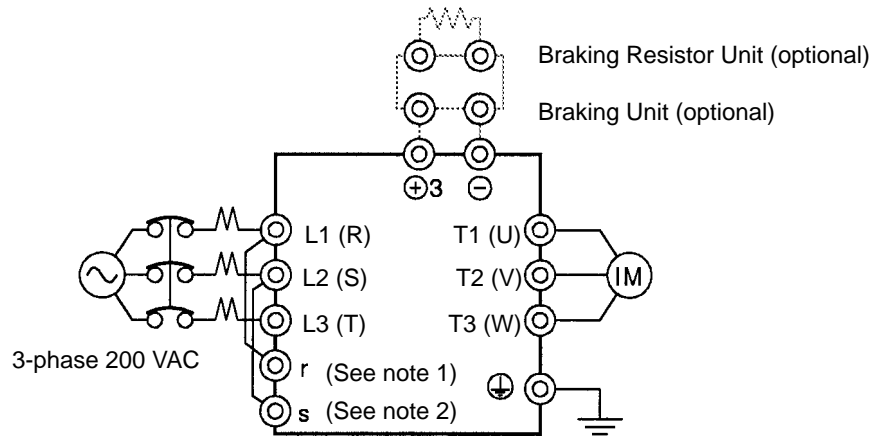 Braking Resistor Unit (optional)
Braking Unit (optional)
⊕3 ⊖
L1 (R) T1 (U)
L2 (S) T2 (V) IM
L3 (T) T3 (W)
3-phase 200 VAC
r (See note 1)
s (See note 2)